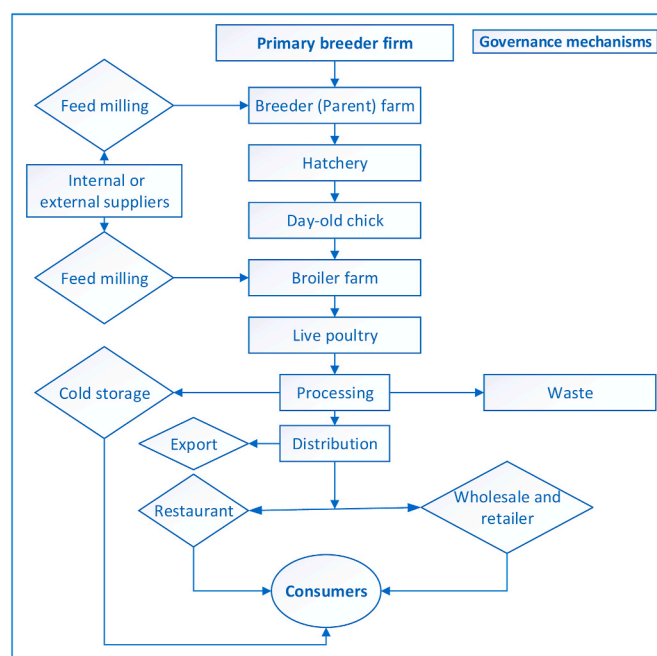 Primary breeder firm
Governance mechanisms
Feed milling
Breeder (Parent) farm
Hatchery
Internal or
external suppliers
Day-old chick
Feed milling
Broiler farm
Live poultry
Cold storage
Processing
Waste
Export
Distribution
Restaurant
Wholesale and
retailer
Consumers